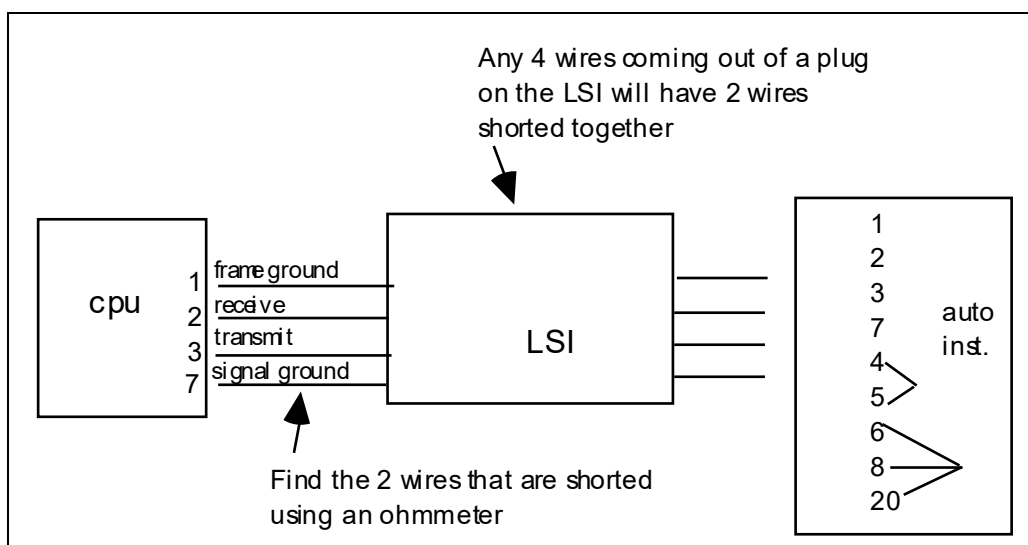 Any 4 wires coming out of a plug
on the LSI will have 2 wires
shorted together
cpu
1 frame ground
2 receive
3 transmit
7 signal ground
LSI
1
2
3
7
4
5
6
8
20
auto
inst.
Find the 2 wires that are shorted
using an ohmmeter